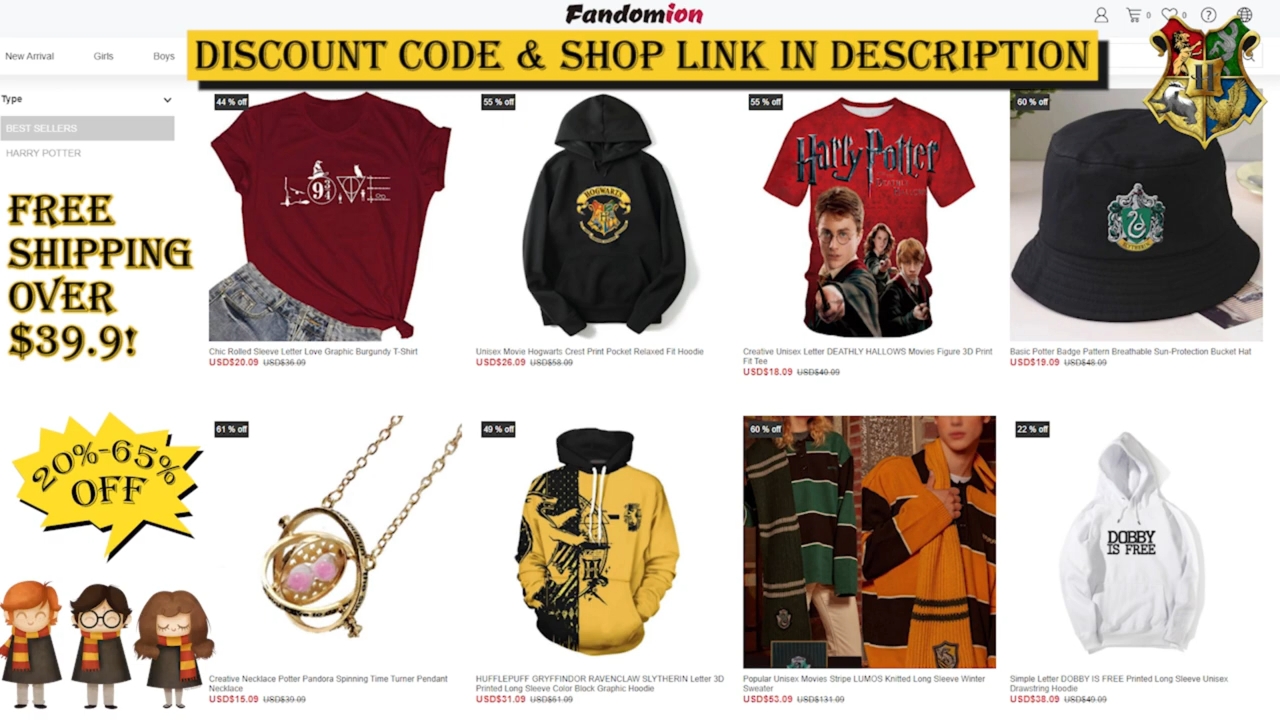 Fandomion
0
0
?
DISCOUNT CODE & SHOP LINK IN DESCRIPTION
New Arrival
Girls
Boys
Type
BEST SELLERS
HARRY POTTER
FREE
SHIPPING
OVER
$39.9!
20%-65%
OFF
44 % off
9¾
Chic Rolled Sleeve Letter Love Graphic Burgundy T-Shirt
USD$20.09 USD$36.09
55 % off
HOGWARTS
Unisex Movie Hogwarts Crest Print Pocket Relaxed Fit Hoodie
USD$26.09 USD$58.09
55 % off
Harry Potter
Creative Unisex Letter DEATHLY HALLOWS Movies Figure 3D Print
Fit Tee
USD$18.09 USD$40.09
60 % off
H
SLYTHERIN
Basic Potter Badge Pattern Breathable Sun-Protection Bucket Hat
USD$19.09 USD$48.09
61 % off
Creative Necklace Potter Pandora Spinning Time Turner Pendant
Necklace
USD$15.09 USD$39.09
49 % off
HUFFLEPUFF GRYFFINDOR RAVENCLAW SLYTHERIN Letter 3D
Printed Long Sleeve Color Block Graphic Hoodie
USD$31.09 USD$61.09
60 % off
Popular Unisex Movies Stripe LUMOS Knitted Long Sleeve Winter
Sweater
USD$53.09 USD$131.09
22 % off
DOBBY
IS FREE
Simple Letter DOBBY IS FREE Printed Long Sleeve Unisex
Drawstring Hoodie
USD$38.09 USD$49.09